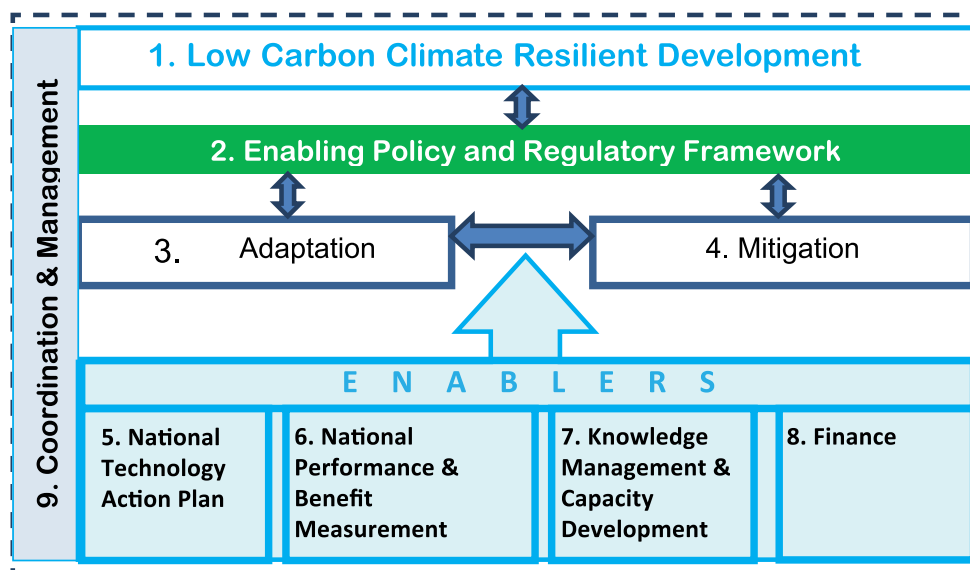 1. Low Carbon Climate Resilient Development
2. Enabling Policy and Regulatory Framework
3. Adaptation
4. Mitigation
E N A B L E R S
5. National
Technology
Action Plan
6. National
Performance &
Benefit
Measurement
7. Knowledge
Management &
Capacity
Development
8. Finance
9. Coordination & Management